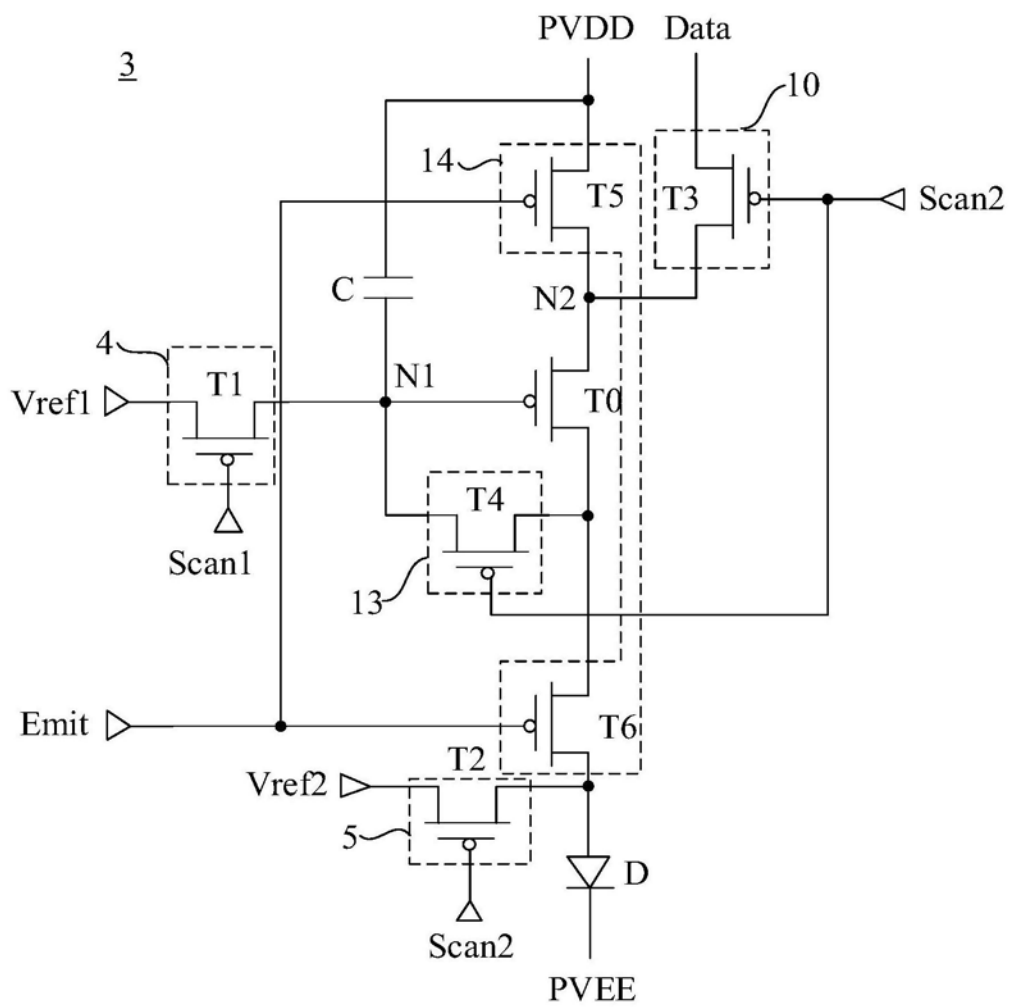 PVDD Data
3
10
14
T5
T3
Scan2
C
N2
4
T1
N1
Vref1
T0
T4
Scan1
13
Emit
T6
T2
Vref2
5
D
Scan2
PVEE